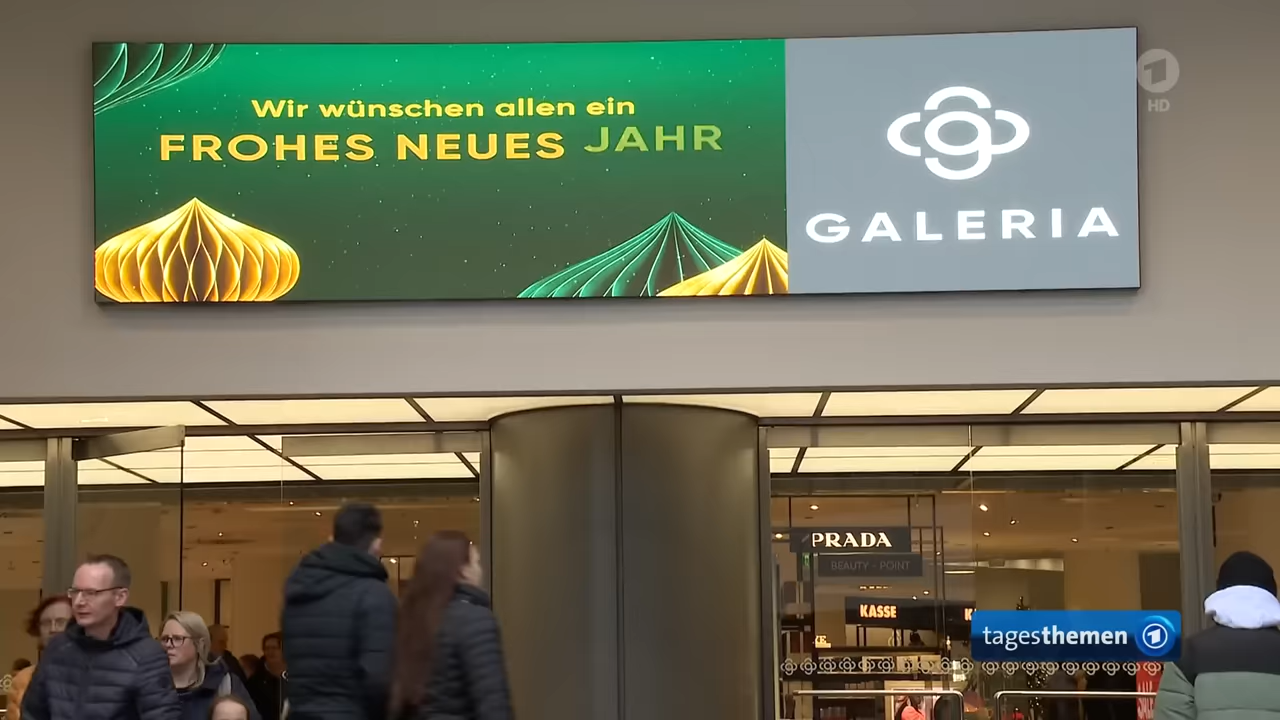 Wir wünschen allen ein
FROHES NEUES JAHR
GALERIA
HD
PRADA
BEAUTY - POINT
KASSE
tagesthemen